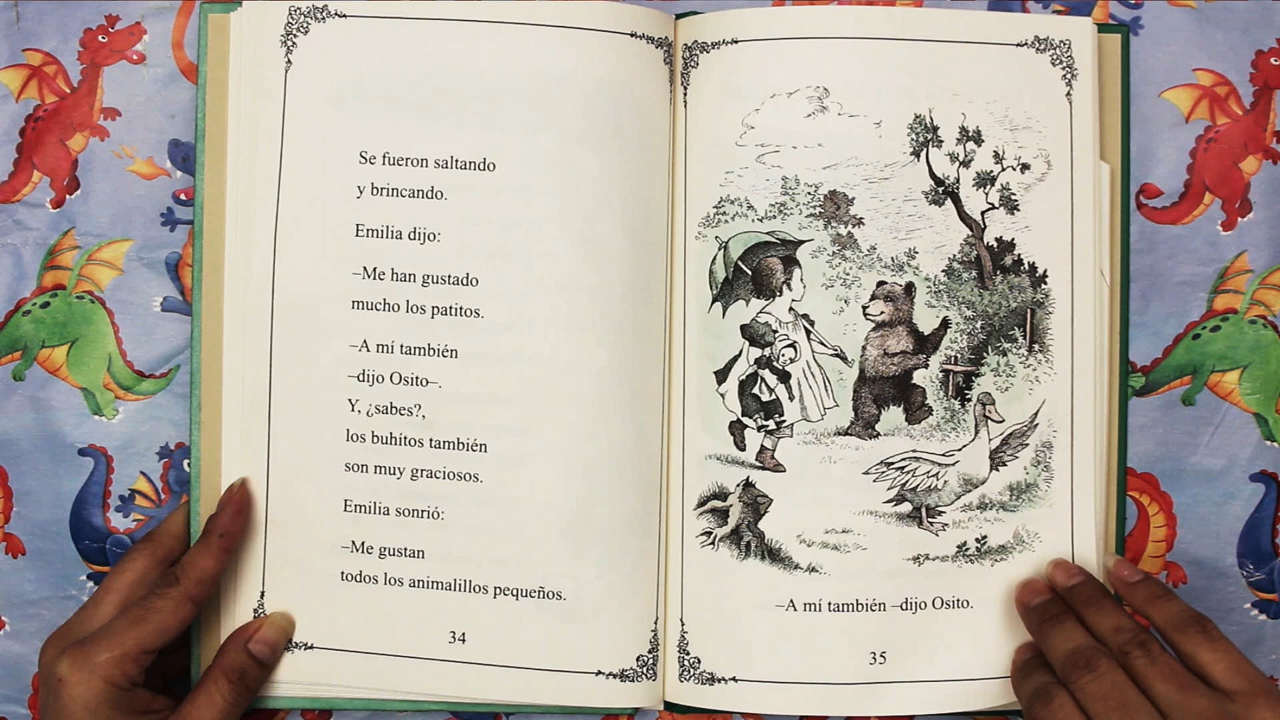 Se fueron saltando
y brincando.
Emilia dijo:
–Me han gustado
mucho los patitos.
–A mí también
–dijo Osito–.
Y, ¿sabes?,
los buhítos también
son muy graciosos.
Emilia sonrió:
–Me gustan
todos los animalillos pequeños.
34
–A mí también –dijo Osito.
35